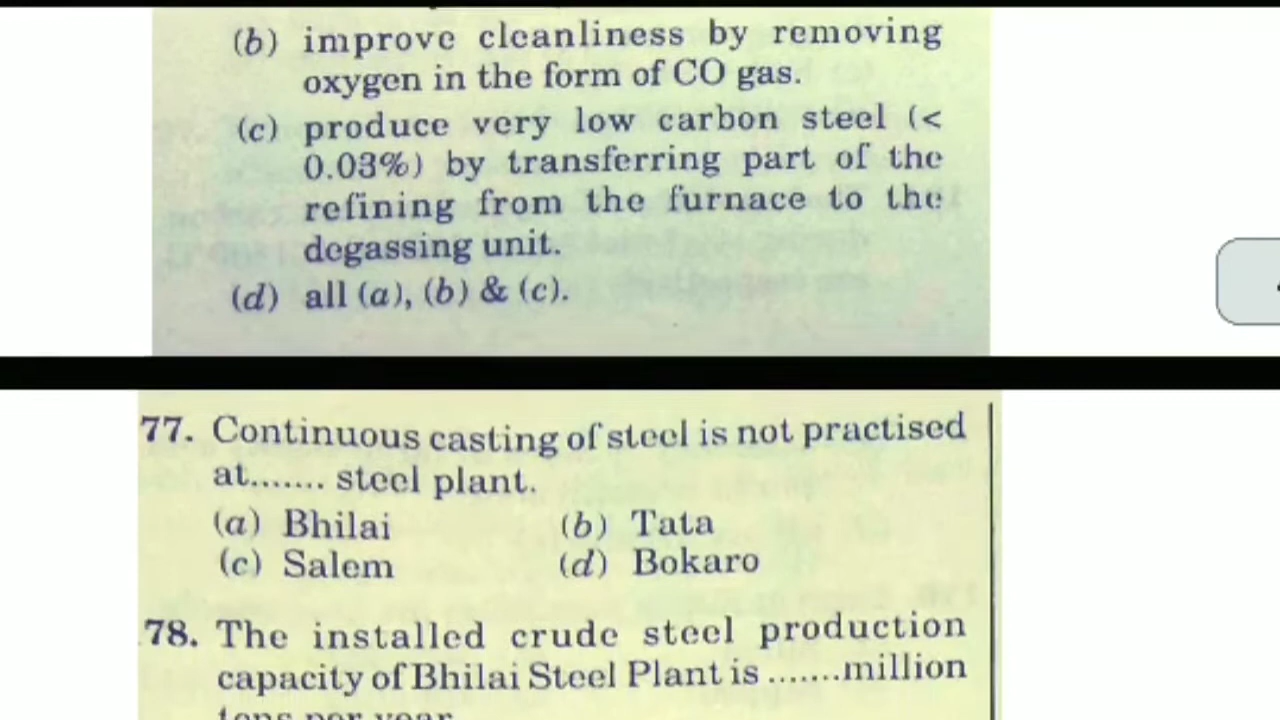 (b) improve cleanliness by removing
oxygen in the form of CO gas.
(c) produce very low carbon steel (<
0.03%) by transferring part of the
refining from the furnace to the
degassing unit.
(d) all (a), (b) & (c).
77. Continuous casting of steel is not practised
at....... steel plant.
(a) Bhilai (b) Tata
(c) Salem (d) Bokaro
78. The installed crude steel production
capacity of Bhilai Steel Plant is .......million
tons per year